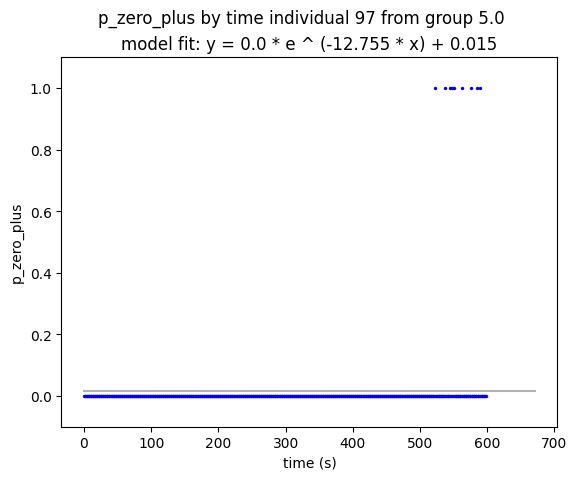 p_zero_plus by time individual 97 from group 5.0
model fit: y = 0.0 * e ^ (-12.755 * x) + 0.015
1.0
0.8
0.6
0.4
0.2
0.0
p_zero_plus
0 100 200 300 400 500 600 700
time (s)